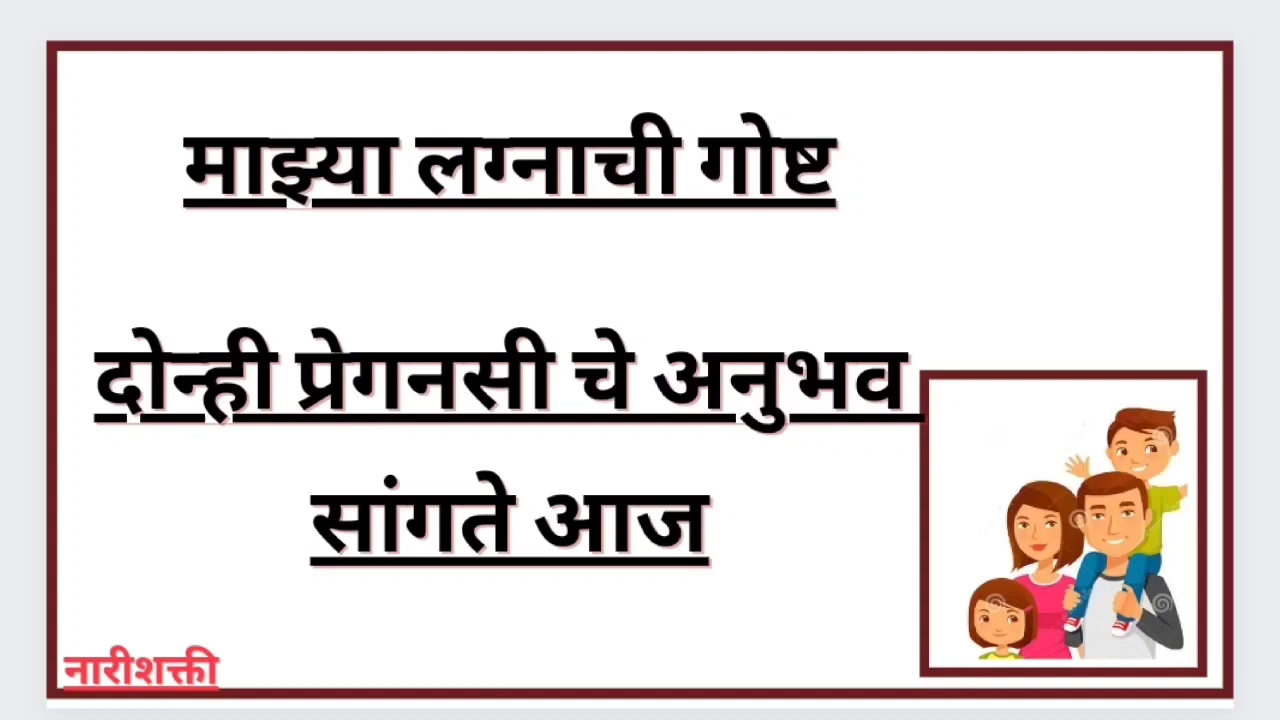 माझ्या लग्नाची गोष्ट
दोन्ही प्रेगनसी चे अनुभव
सांगते आज
नारीशक्ती